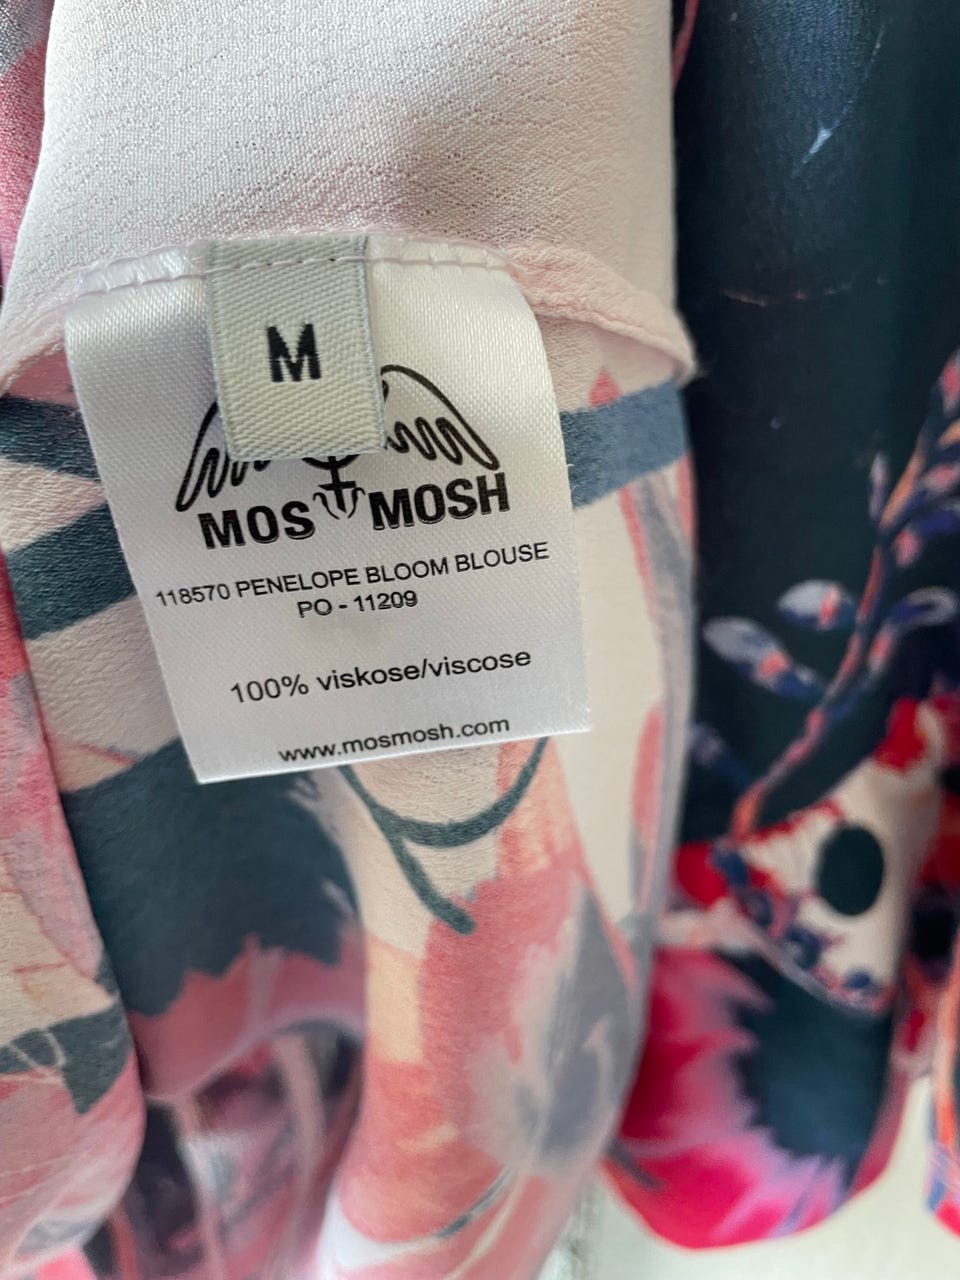 M
MOS MOSH
118570 PENELOPE BLOOM BLOUSE
PO - 11209
100% viskose/viscose
www.mosmosh.com